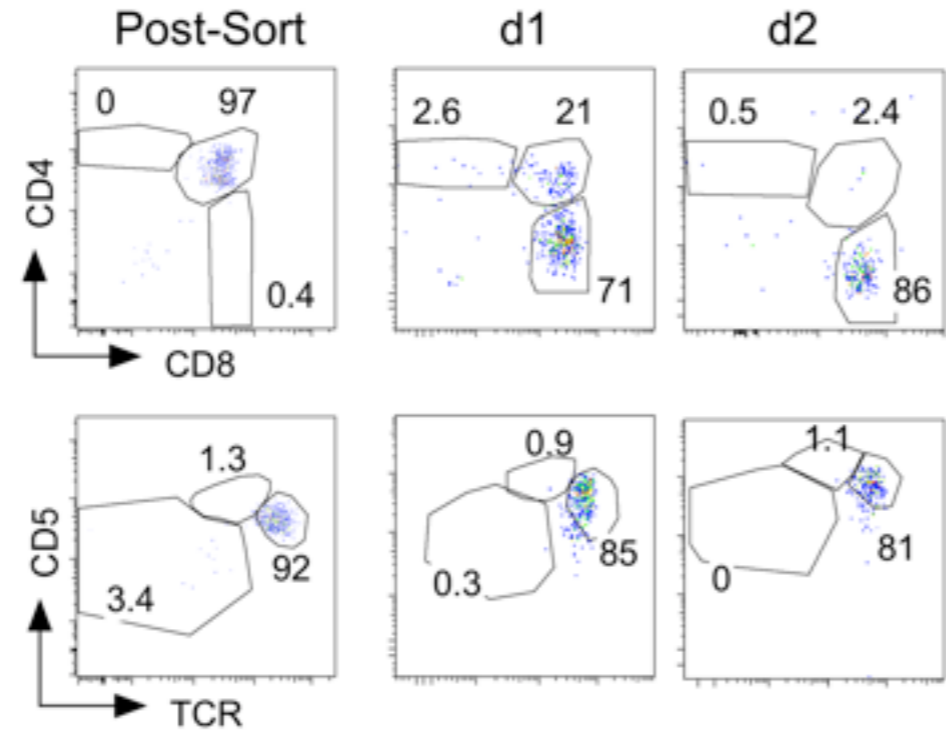 Post-Sort d1 d2
0 97 2.6 21 0.5 2.4
CD4
0.4 71 86
CD8
1.3 0.9 1.1
CD5
92 85 81
3.4 0.3 0
TCR